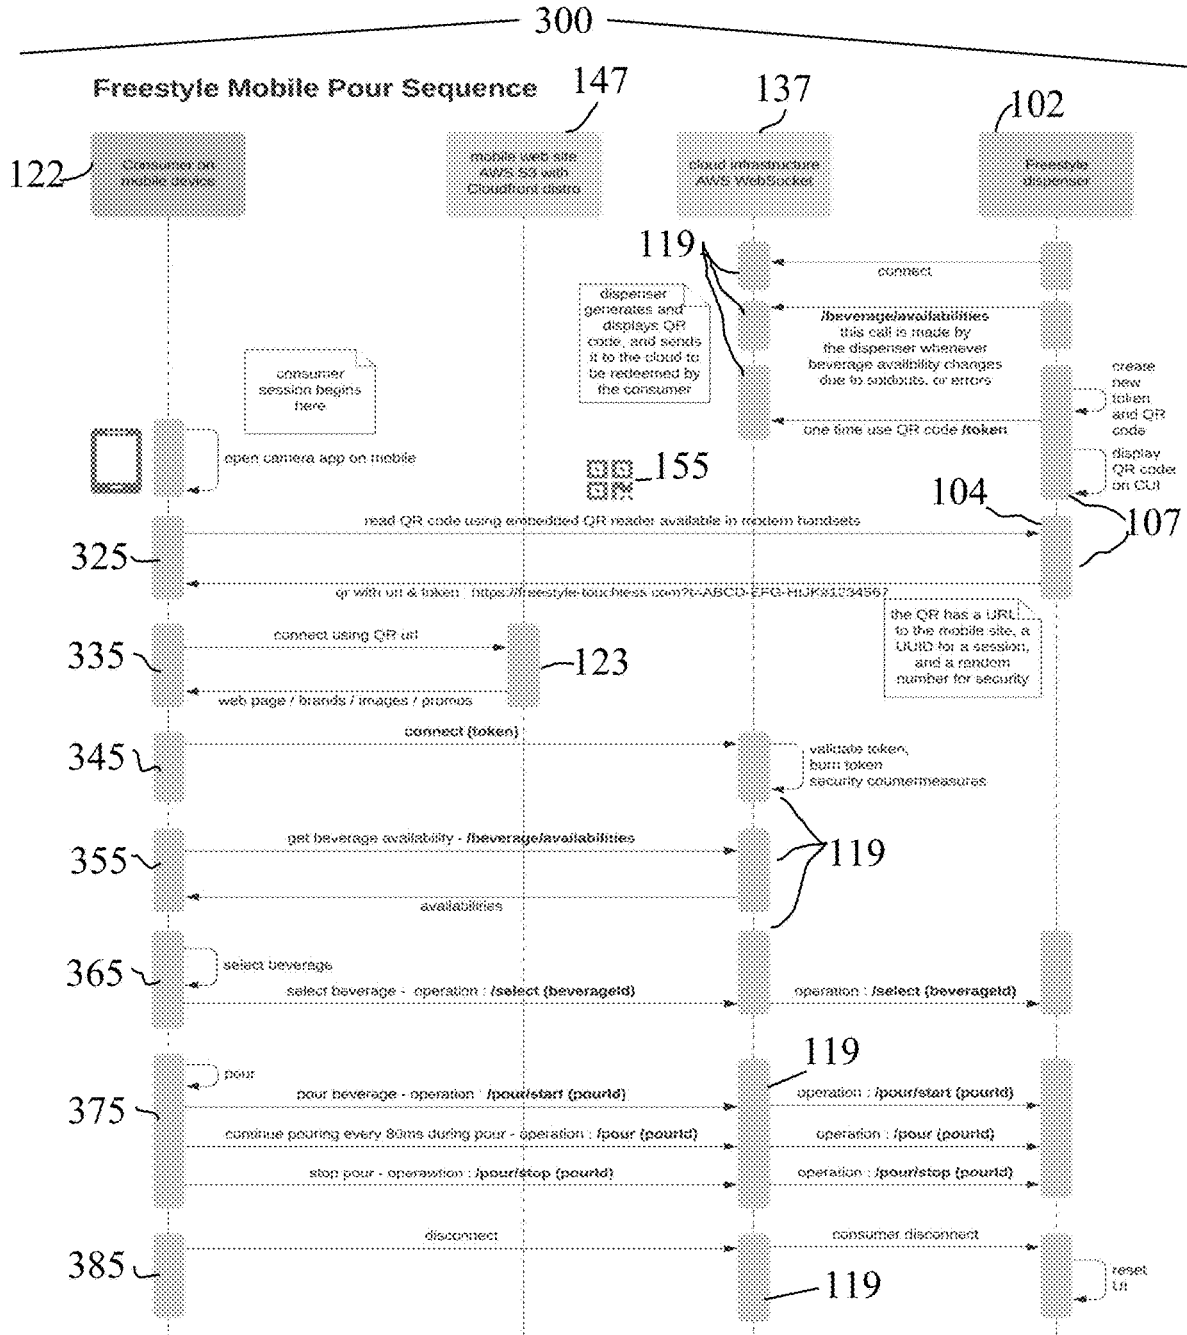 300
Freestyle Mobile Pour Sequence
147
137
102
122
Consumer on
mobile device
mobile web site
AWS S3 with
Cloudfront distro
cloud infrastructure
AWS WebSocket
Freestyle
dispenser
119
connect
dispenser
generates and
displays QR
code, and sends
it to the cloud to
be redeemed by
the consumer
/beverage/availabilities
this call is made by
the dispenser whenever
beverage availbility changes
due to soldouts, or errors
consumer
session begins
here
create
new
token
and QR
code
one time use QR code /token
open camera app on mobile
display
QR code
on CUI
155
104
107
read QR code using embedded QR reader available in modern handsets
325
qr with url & token : https://freestyle-touchless.com?t=ABCD-EFG-HIJK#1234567
the QR has a URL
to the mobile site, a
UUID for a session,
and a random
number for security
connect using QR url
335
123
web page / brands / images / promos
connect (token)
345
validate token,
burn token
security countermeasures
get beverage availability - /beverage/availabilities
355
119
availabilities
365
select beverage
select beverage - operation : /select (beverageId)
operation : /select (beverageId)
119
pour
375
pour beverage - operation : /pour/start (pourId)
operation : /pour/start (pourId)
continue pouring every 80ms during pour - operation : /pour (pourId)
operation : /pour (pourId)
stop pour - operawtion : /pour/stop (pourId)
operation : /pour/stop (pourId)
disconnect
consumer disconnect
385
119
reset
UI